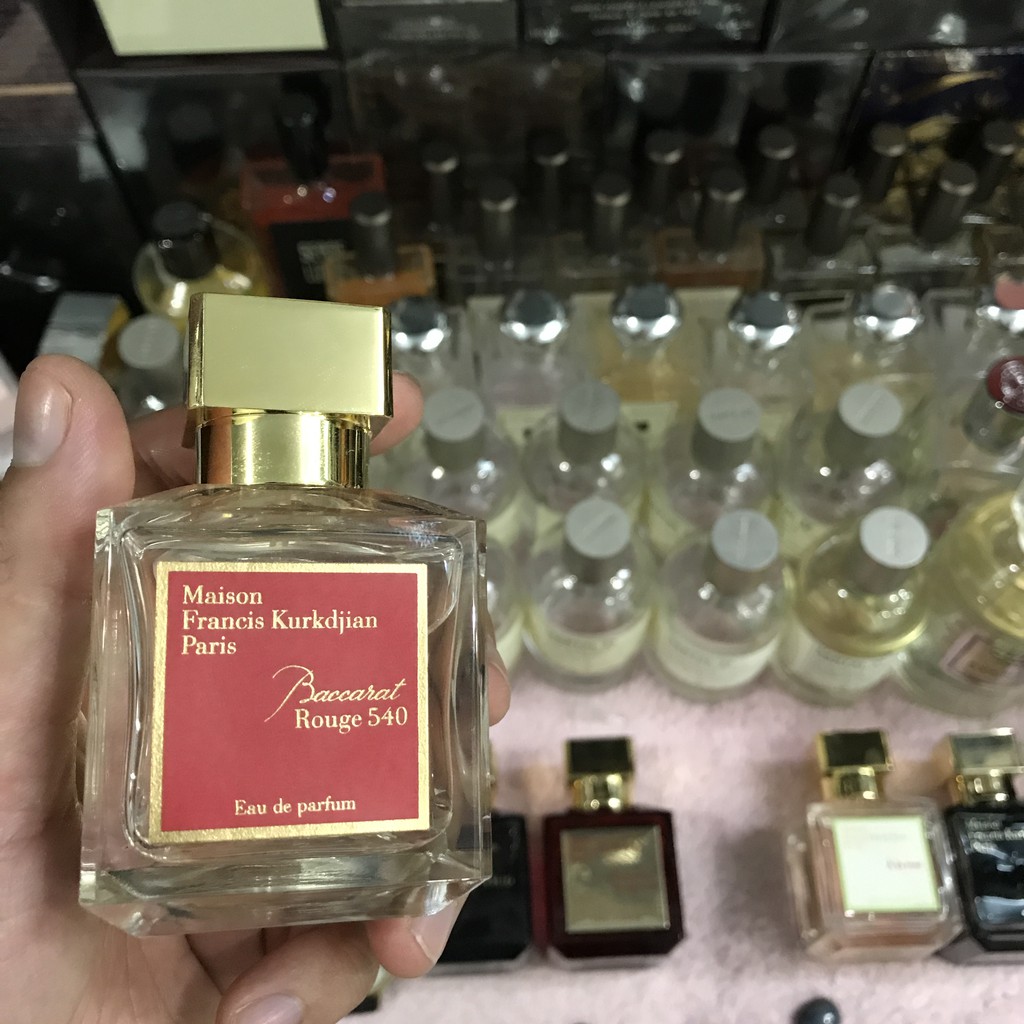 Maison
Francis Kurkdjian
Paris
Baccarat
Rouge 540
Eau de parfum